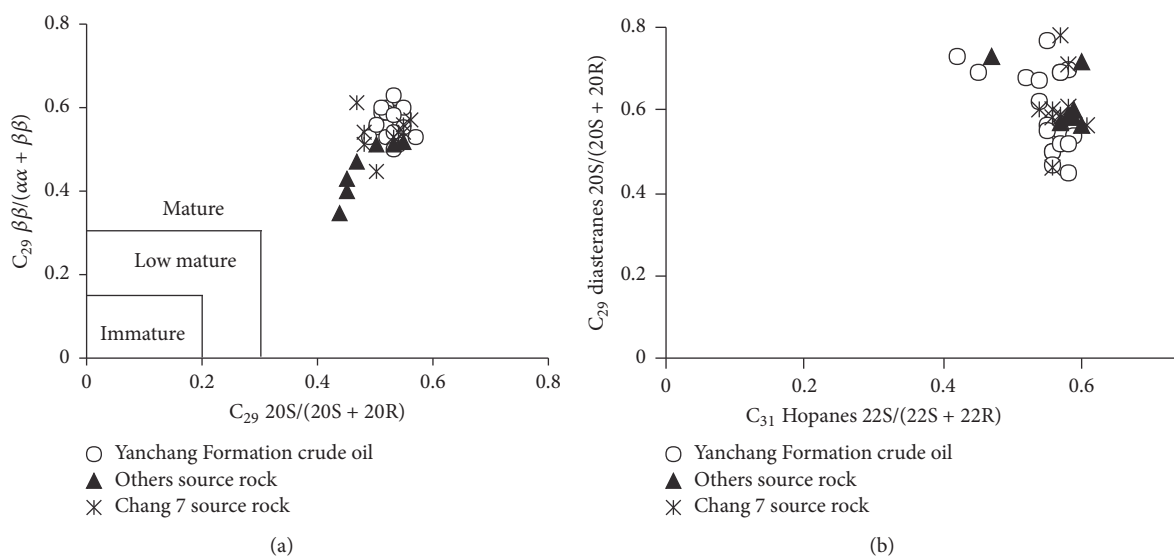 0.8
0.6
0.4
0.2
0
C₂₉ ββ/(αα + ββ)
Mature
Low mature
Immature
0 0.2 0.4 0.6 0.8
C₂₉ 20S/(20S + 20R)
Yanchang Formation crude oil
Others source rock
Chang 7 source rock
(a)
0.8
0.6
0.4
0.2
0
C₂₉ diasteranes 20S/(20S + 20R)
0 0.2 0.4 0.6
C₃₁ Hopanes 22S/(22S + 22R)
Yanchang Formation crude oil
Others source rock
Chang 7 source rock
(b)